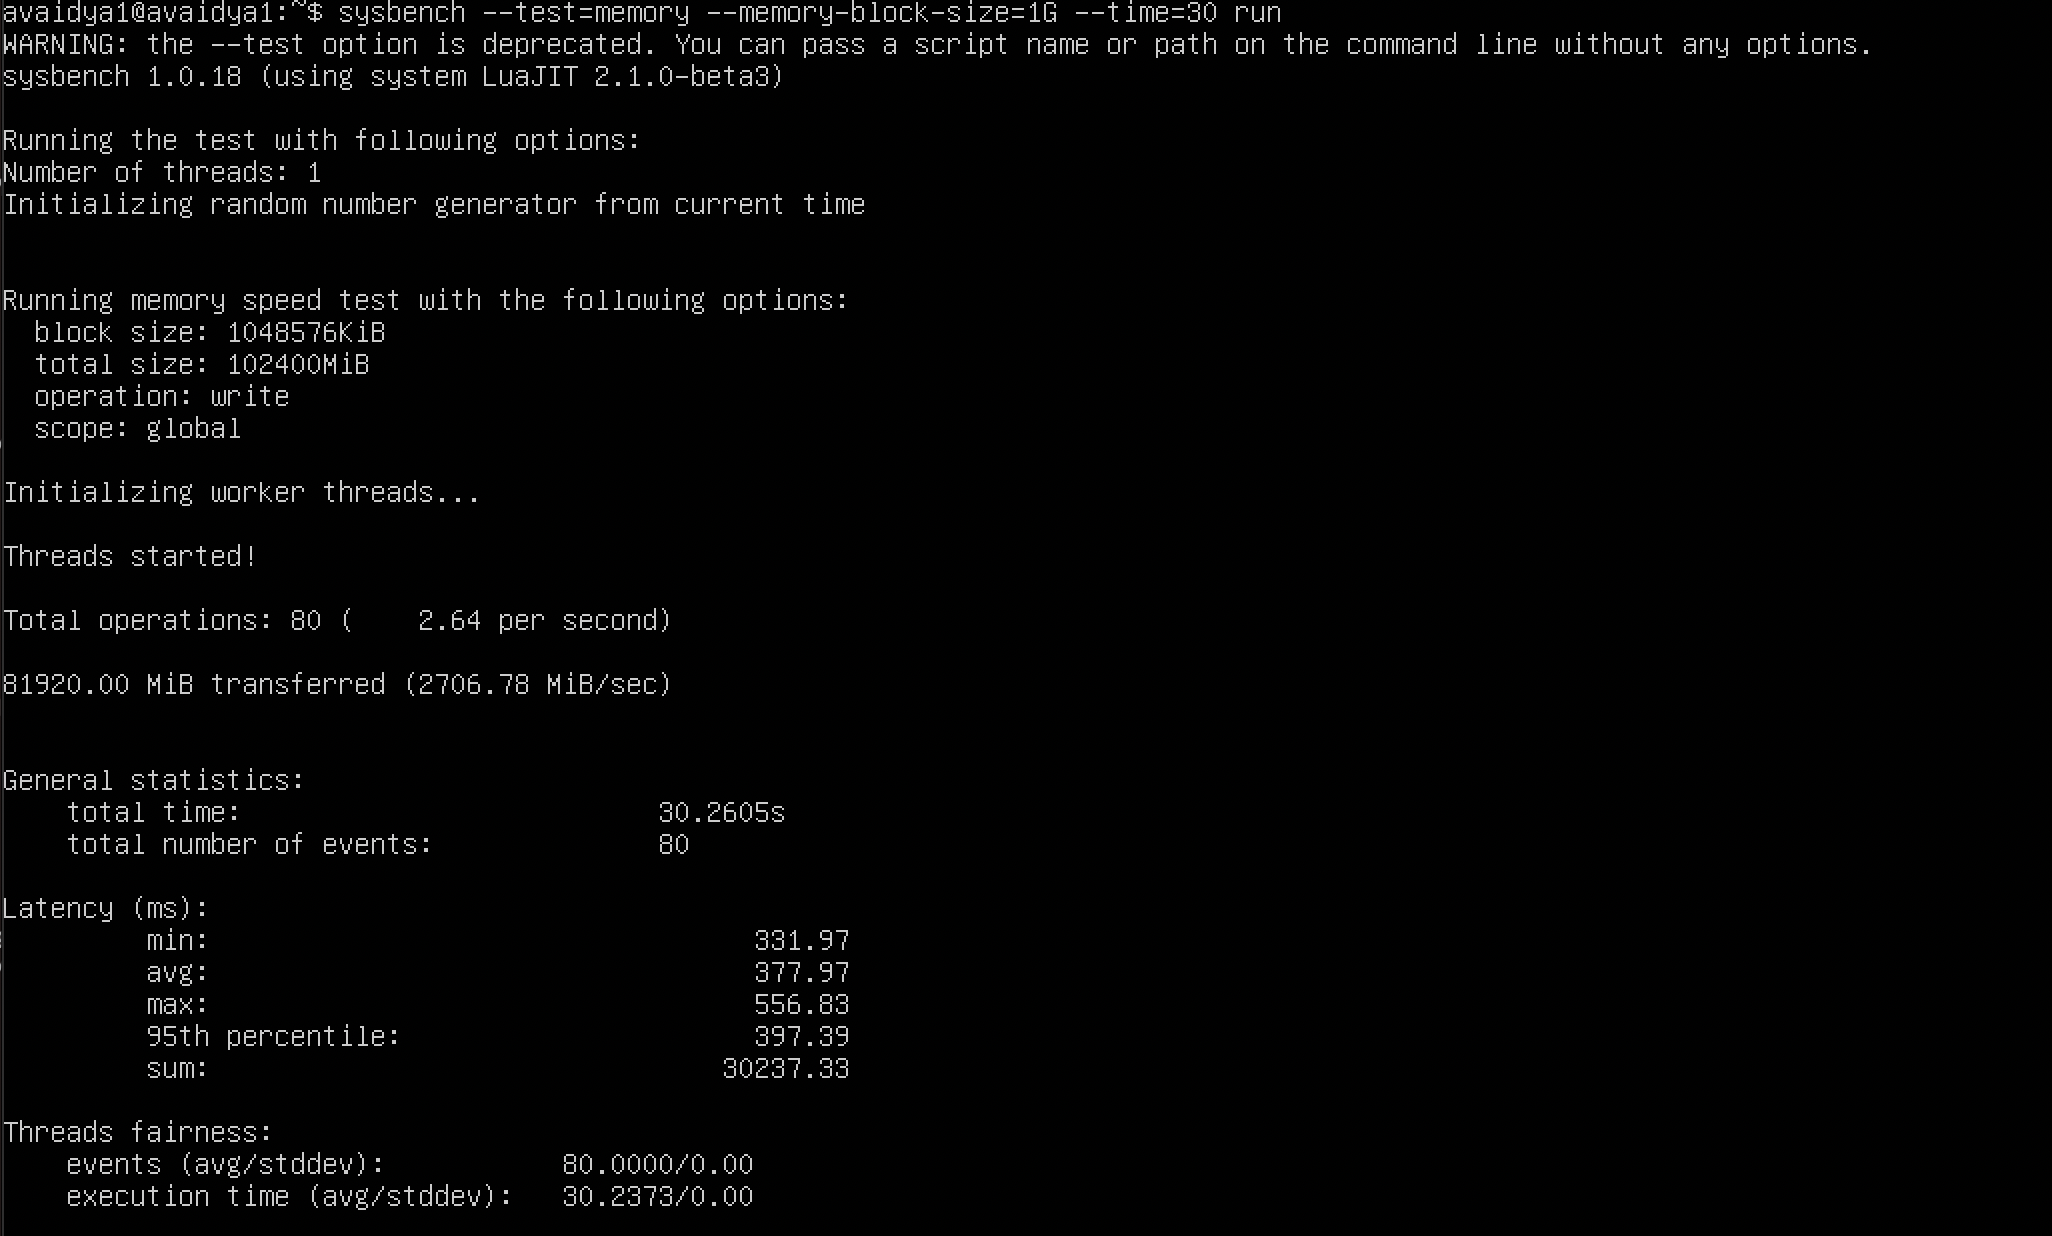 avaidya1@avaidya1:~$ sysbench --test=memory --memory-block-size=1G --time=30 run
WARNING: the --test option is deprecated. You can pass a script name or path on the command line without any options.
sysbench 1.0.18 (using system LuaJIT 2.1.0-beta3)
Running the test with following options:
Number of threads: 1
Initializing random number generator from current time
Running memory speed test with the following options:
block size: 1048576KiB
total size: 102400MiB
operation: write
scope: global
Initializing worker threads...
Threads started!
Total operations: 80 (    2.64 per second)
81920.00 MiB transferred (2706.78 MiB/sec)
General statistics:
total time: 30.2605s
total number of events: 80
Latency (ms):
min: 331.97
avg: 377.97
max: 556.83
95th percentile: 397.39
sum: 30237.33
Threads fairness:
events (avg/stddev): 80.0000/0.00
execution time (avg/stddev): 30.2373/0.00